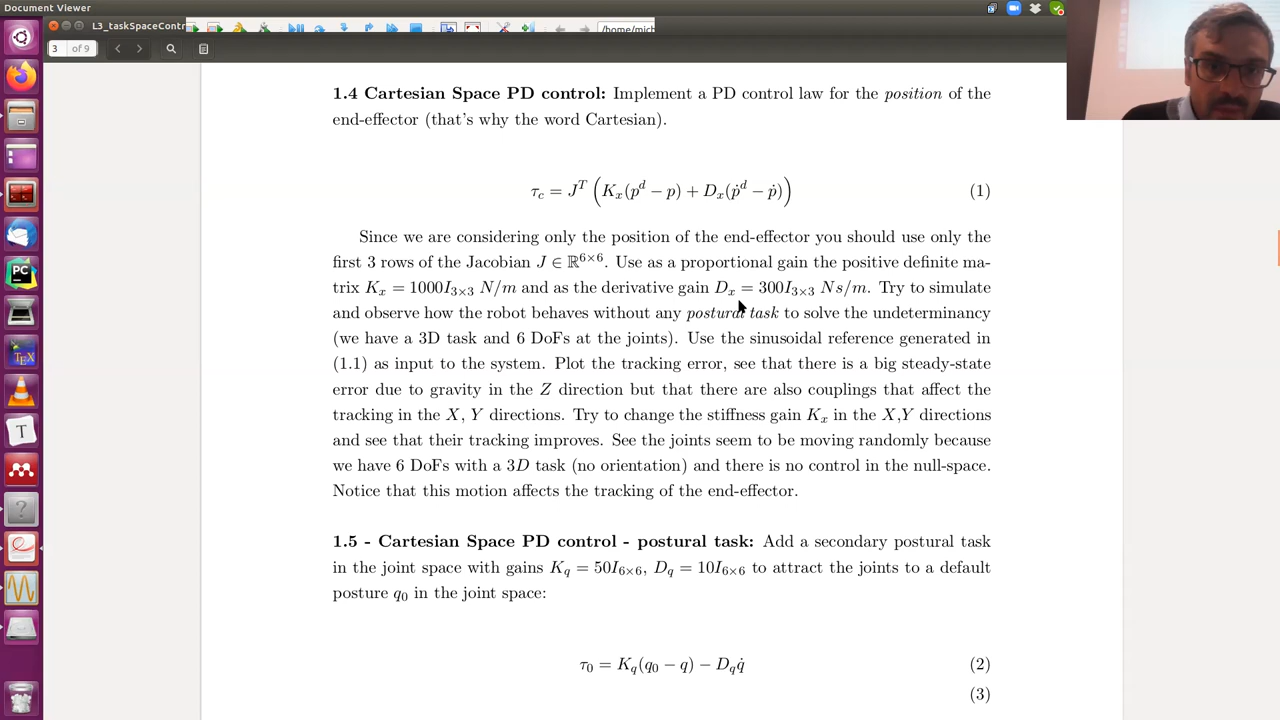 Document Viewer
L3_taskSpaceContr
/home/mich
3 of 9
1.4 Cartesian Space PD control: Implement a PD control law for the position of the
end-effector (that's why the word Cartesian).
τc = J^T (Kx(p^d − p) + Dx(ṗ^d − ṗ)) (1)
Since we are considering only the position of the end-effector you should use only the
first 3 rows of the Jacobian J ∈ ℝ^6×6. Use as a proportional gain the positive definite ma-
trix Kx = 1000I3×3 N/m and as the derivative gain Dx = 300I3×3 Ns/m. Try to simulate
and observe how the robot behaves without any postural task to solve the undeterminancy
(we have a 3D task and 6 DoFs at the joints). Use the sinusoidal reference generated in
(1.1) as input to the system. Plot the tracking error, see that there is a big steady-state
error due to gravity in the Z direction but that there are also couplings that affect the
tracking in the X, Y directions. Try to change the stiffness gain Kx in the X,Y directions
and see that their tracking improves. See the joints seem to be moving randomly because
we have 6 DoFs with a 3D task (no orientation) and there is no control in the null-space.
Notice that this motion affects the tracking of the end-effector.
1.5 - Cartesian Space PD control - postural task: Add a secondary postural task
in the joint space with gains Kq = 50I6×6, Dq = 10I6×6 to attract the joints to a default
posture q0 in the joint space:
τ0 = Kq(q0 − q) − Dqq̇ (2)
(3)
PC
TEX
T
?